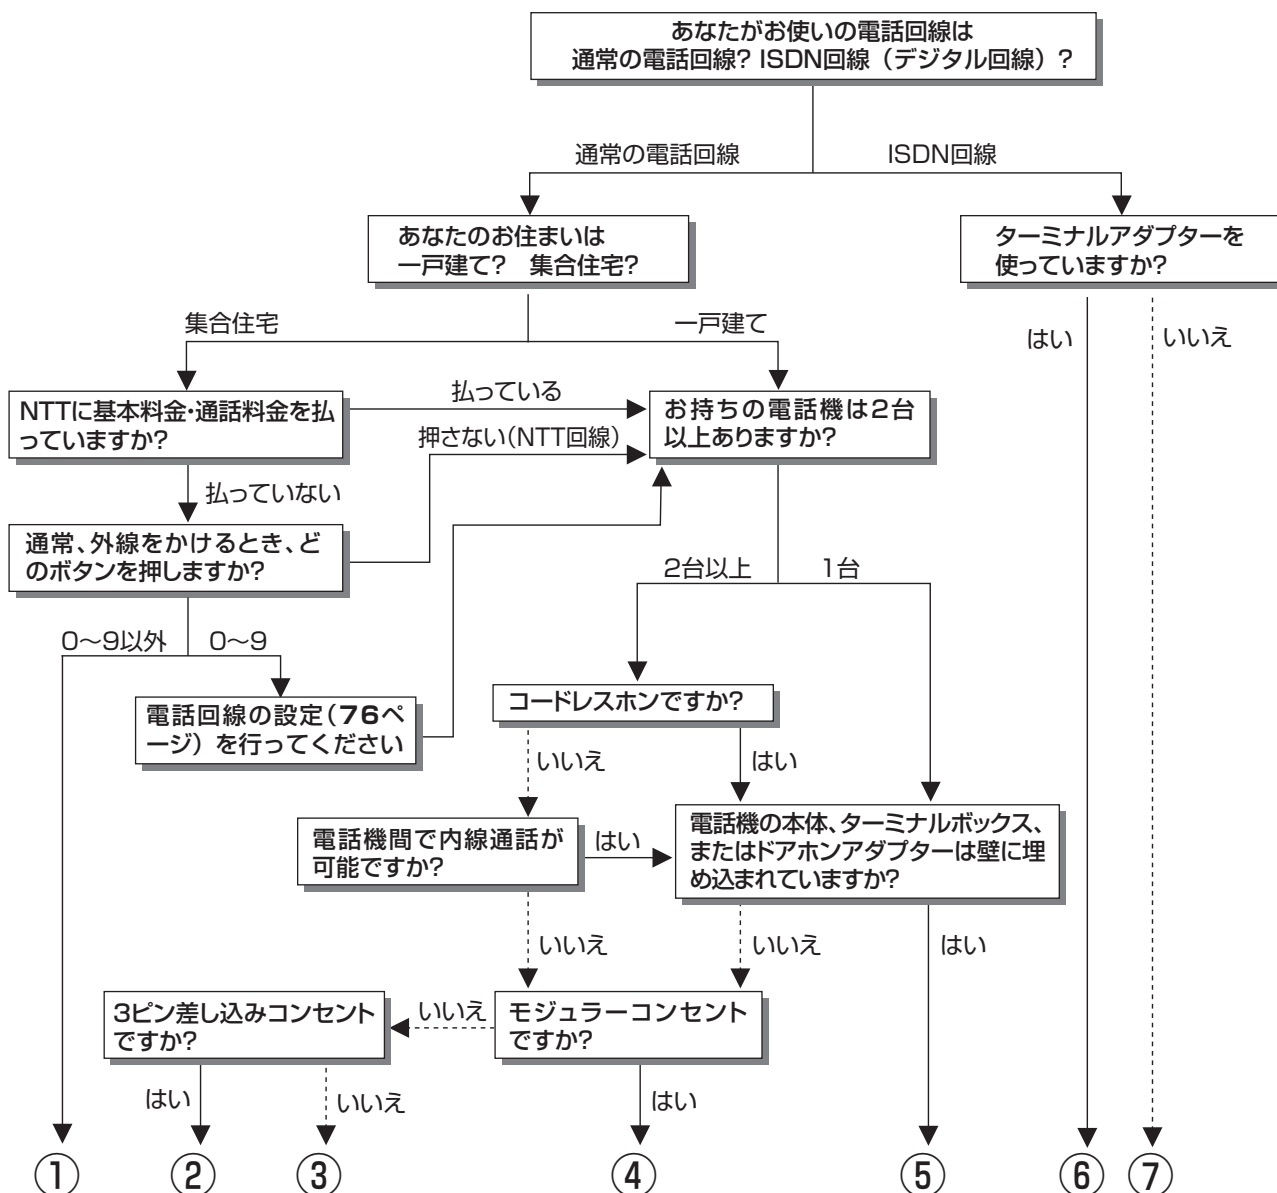 あなたがお使いの電話回線は
通常の電話回線? ISDN回線（デジタル回線）?
通常の電話回線
ISDN回線
あなたのお住まいは
一戸建て? 集合住宅?
ターミナルアダプターを
使っていますか?
集合住宅
一戸建て
はい
いいえ
NTTに基本料金・通話料金を払
っていますか?
払っている
お持ちの電話機は2台
以上ありますか?
押さない(NTT回線)
払っていない
通常、外線をかけるとき、ど
のボタンを押しますか?
2台以上
1台
0～9以外
0～9
電話回線の設定(76ペ
ージ）を行ってください
コードレスホンですか?
いいえ
はい
電話機間で内線通話が
可能ですか?
はい
電話機の本体、ターミナルボックス、
またはドアホンアダプターは壁に埋
め込まれていますか?
いいえ
いいえ
はい
3ピン差し込みコンセント
ですか?
いいえ
モジュラーコンセント
ですか?
はい
いいえ
はい
①
②
③
④
⑤
⑥
⑦